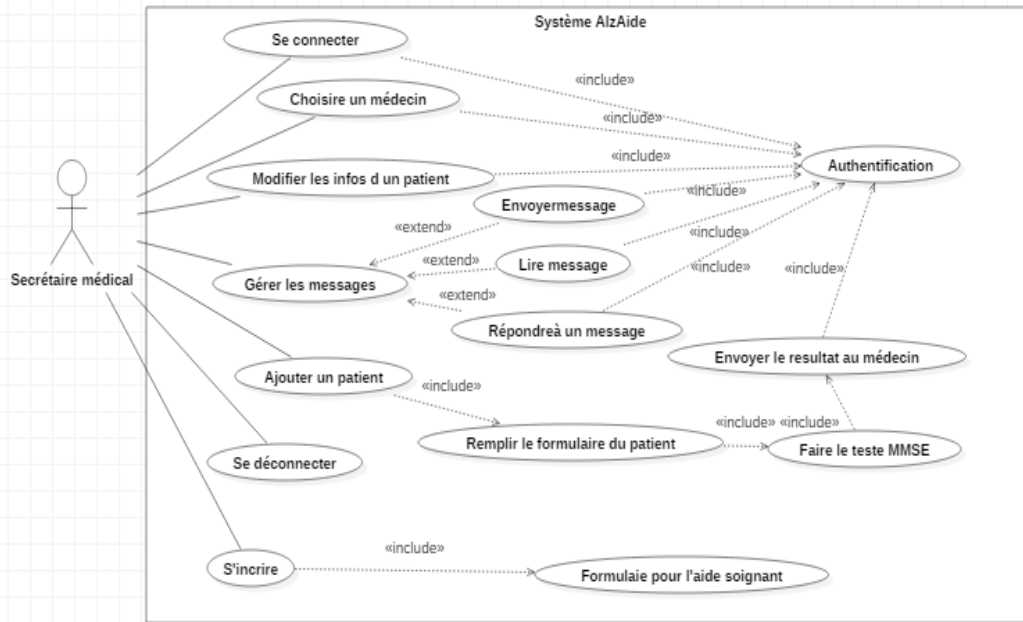 Système AlzAide
Se connecter
«include»
Choisire un médecin
«include»
«include»
Authentification
Modifier les infos d un patient
«include»
Envoyermessage
«extend»
«include»
Lire message
«extend»
«include»
«include»
Secrétaire médical
Gérer les messages
«extend»
Répondreà un message
Envoyer le resultat au médecin
Ajouter un patient
«include»
«include» «include»
Remplir le formulaire du patient
Faire le teste MMSE
Se déconnecter
«include»
S'incrire
Formulaie pour l'aide soignant